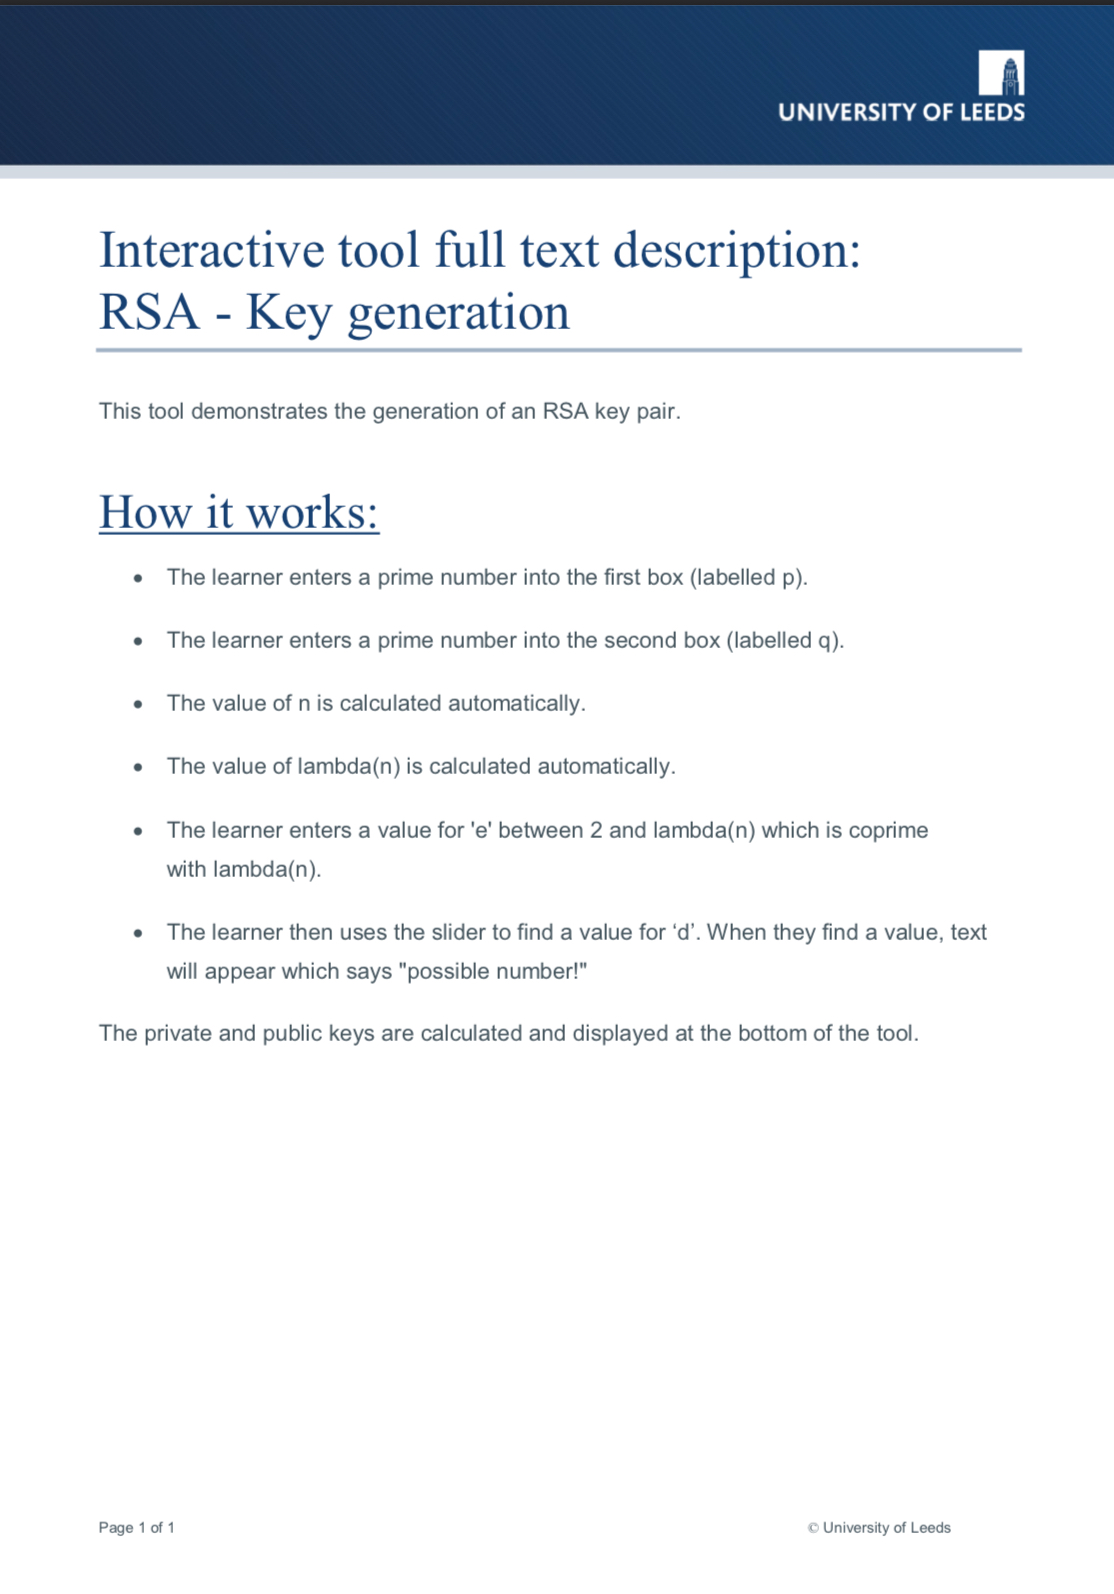 UNIVERSITY OF LEEDS
Interactive tool full text description:
RSA - Key generation
This tool demonstrates the generation of an RSA key pair.
How it works:
• The learner enters a prime number into the first box (labelled p).
• The learner enters a prime number into the second box (labelled q).
• The value of n is calculated automatically.
• The value of lambda(n) is calculated automatically.
• The learner enters a value for 'e' between 2 and lambda(n) which is coprime
with lambda(n).
• The learner then uses the slider to find a value for ‘d’. When they find a value, text
will appear which says "possible number!"
The private and public keys are calculated and displayed at the bottom of the tool.
Page 1 of 1
© University of Leeds